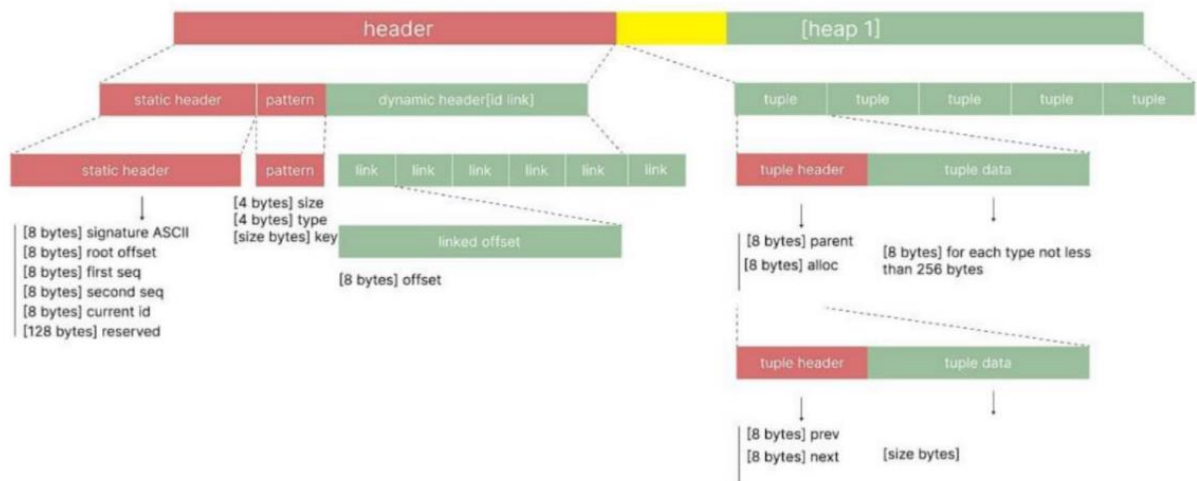 header
[heap 1]
static header
pattern
dynamic header[id link]
tuple
tuple
tuple
tuple
tuple
static header
pattern
link
link
link
link
link
link
tuple header
tuple data
[8 bytes] signature ASCII
[8 bytes] root offset
[8 bytes] first seq
[8 bytes] second seq
[8 bytes] current id
[128 bytes] reserved
[4 bytes] size
[4 bytes] type
[size bytes] key
linked offset
[8 bytes] offset
[8 bytes] parent
[8 bytes] alloc
[8 bytes] for each type not less
than 256 bytes
tuple header
tuple data
[8 bytes] prev
[8 bytes] next
[size bytes]